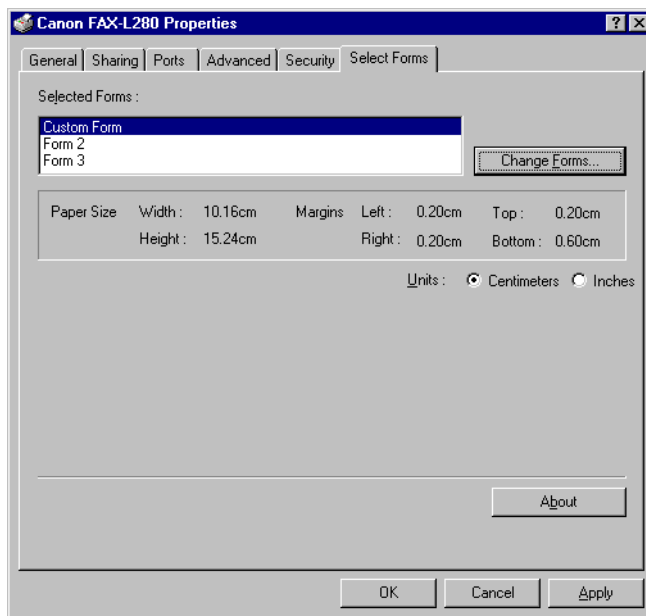 Canon FAX-L280 Properties
General Sharing Ports Advanced Security Select Forms
Selected Forms :
Custom Form
Form 2
Form 3
Change Forms...
Paper Size Width : 10.16cm Margins Left : 0.20cm Top : 0.20cm
Height : 15.24cm Right : 0.20cm Bottom : 0.60cm
Units : Centimeters Inches
About
OK Cancel Apply